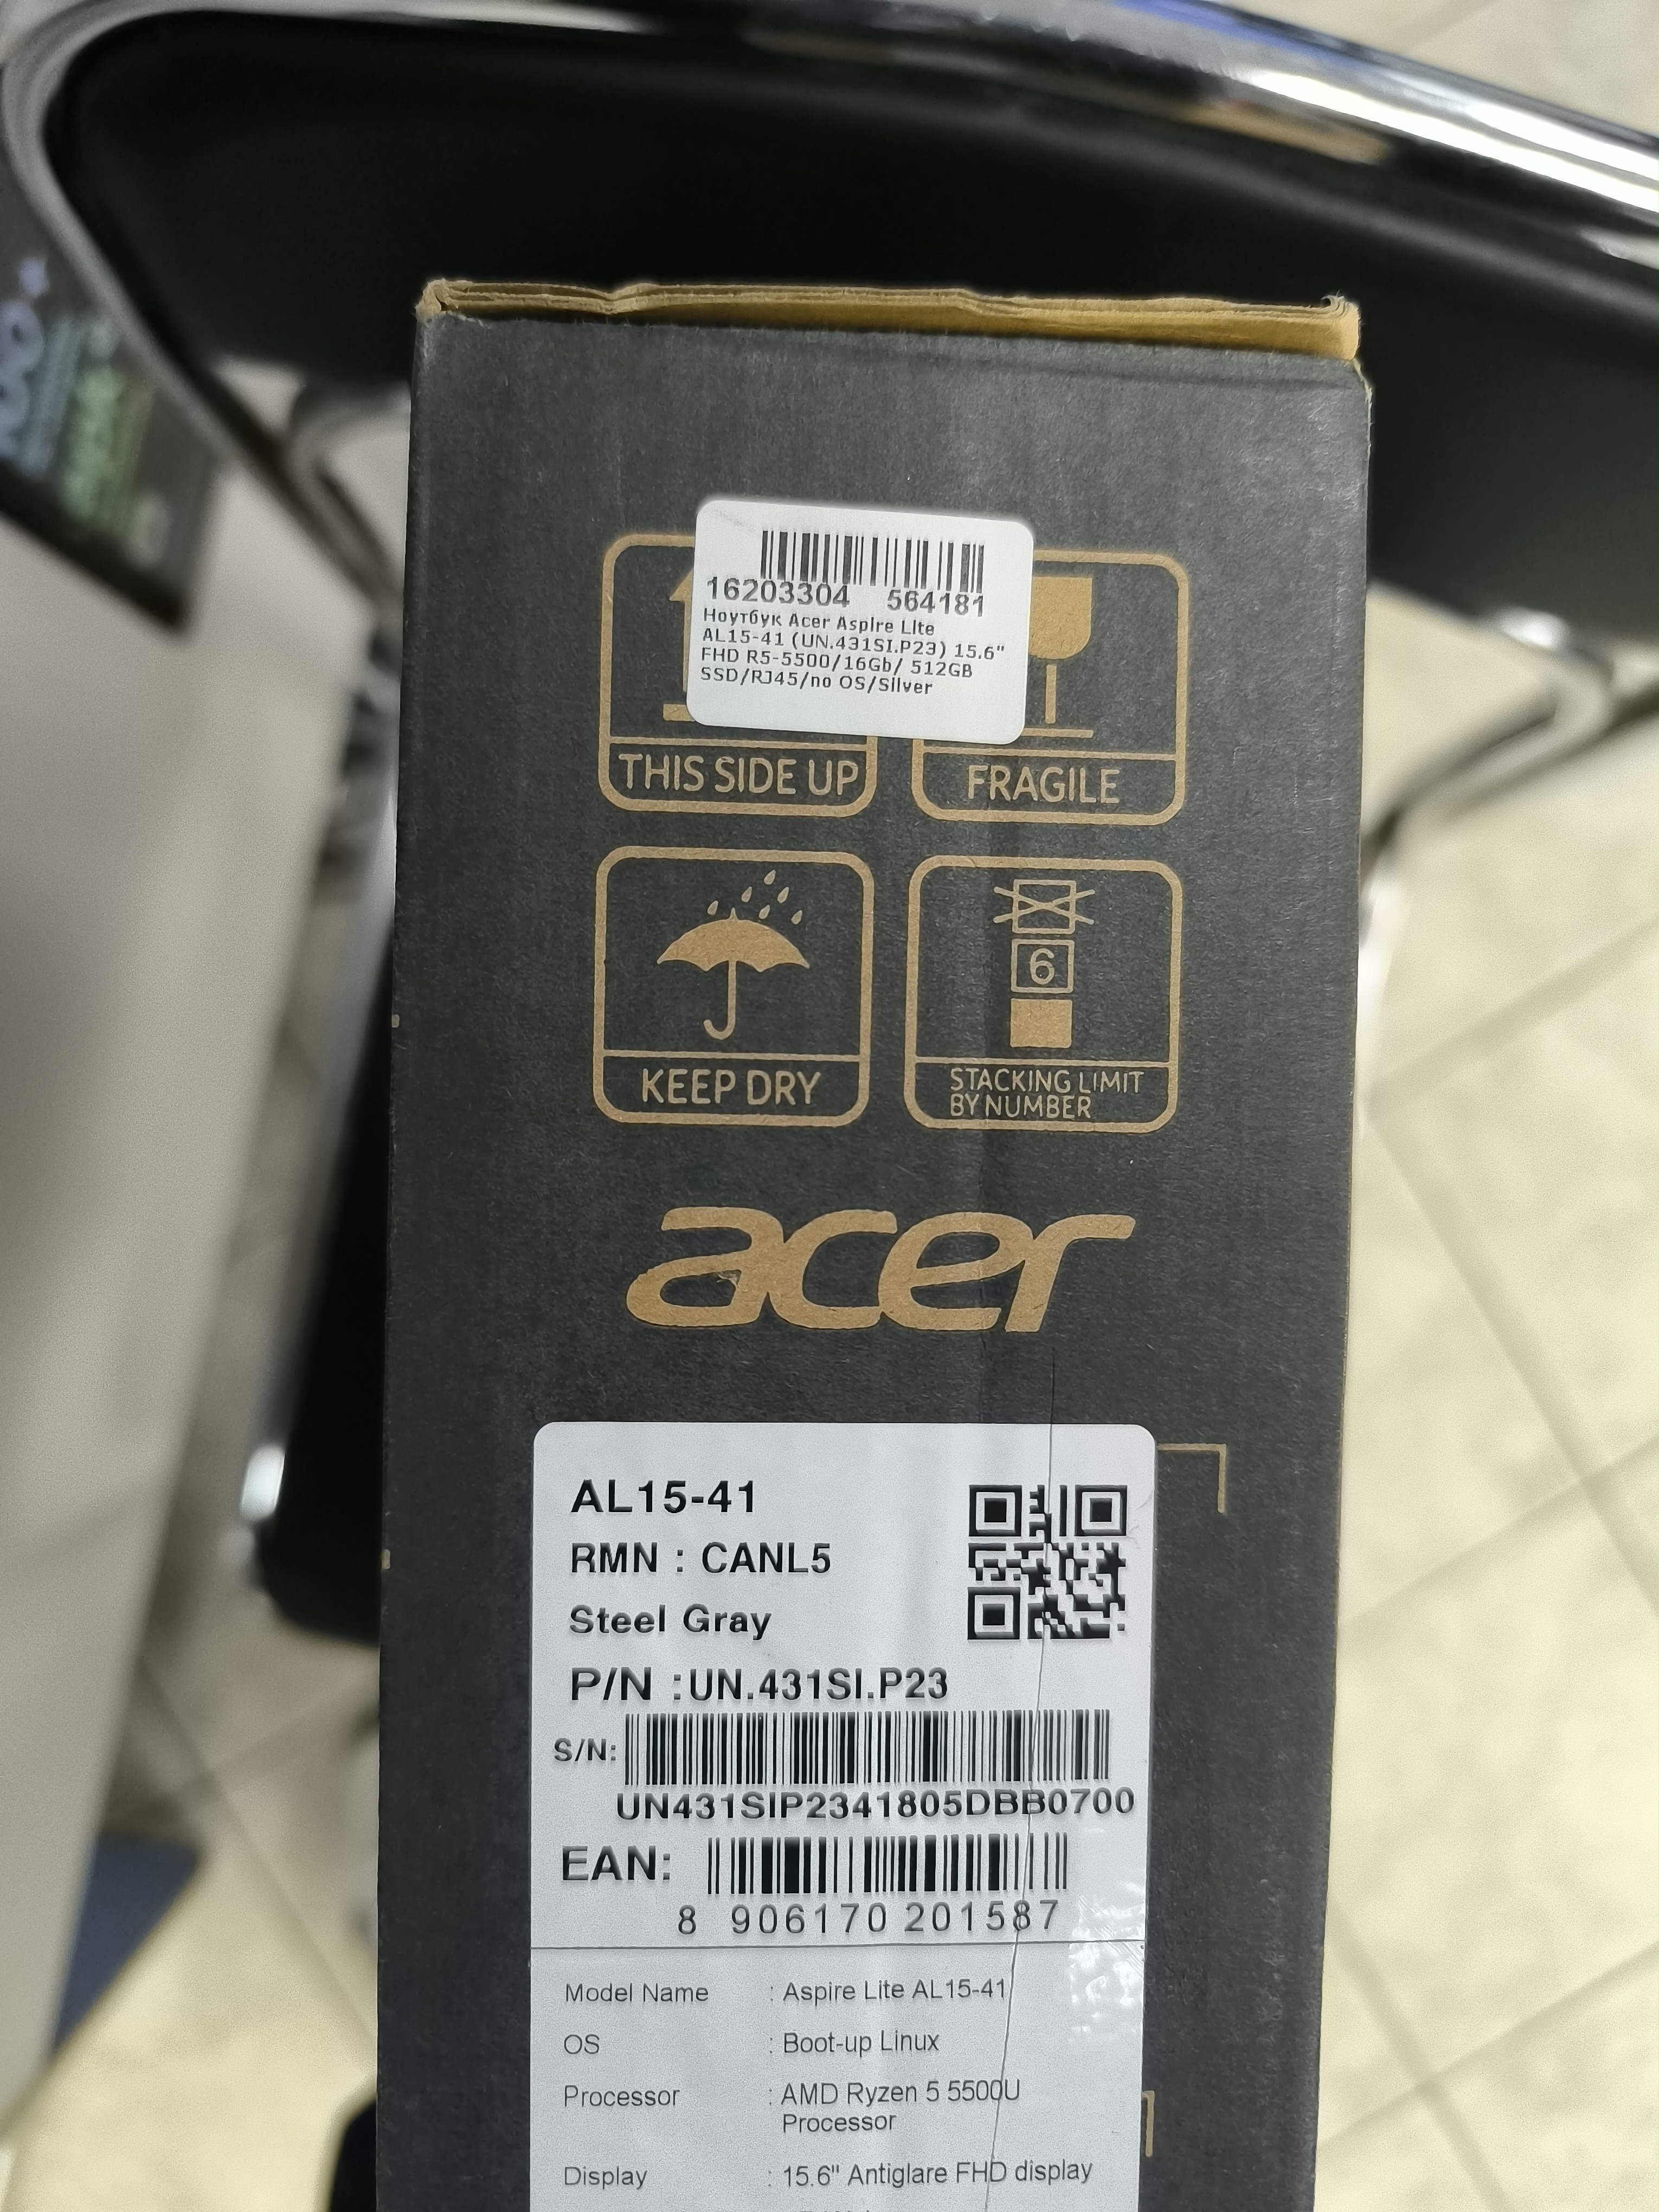 16203304 564181
Ноутбук Acer Aspire Lite
AL15-41 (UN.431SI.P23) 15.6"
FHD R5-5500/16Gb/ 512GB
SSD/RJ45/no OS/Silver
THIS SIDE UP
FRAGILE
6
KEEP DRY
STACKING LIMIT
BY NUMBER
acer
AL15-41
RMN : CANL5
Steel Gray
P/N :UN.431SI.P23
S/N:
UN431SIP2341805DBB0700
EAN:
8 906170 201587
Model Name : Aspire Lite AL15-41
OS : Boot-up Linux
Processor : AMD Ryzen 5 5500U
Processor
Display : 15.6" Antiglare FHD display